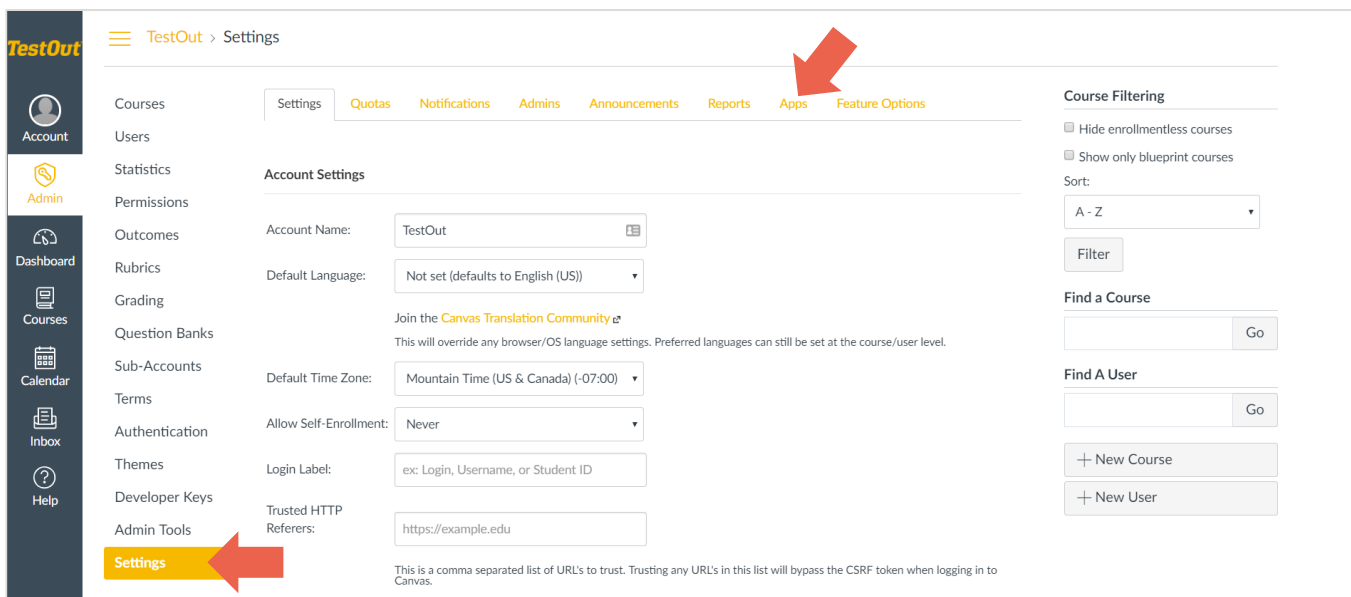 TestOut
TestOut > Settings
Account
Admin
Dashboard
Courses
Calendar
Inbox
Help
Courses
Users
Statistics
Permissions
Outcomes
Rubrics
Grading
Question Banks
Sub-Accounts
Terms
Authentication
Themes
Developer Keys
Admin Tools
Settings
Settings Quotas Notifications Admins Announcements Reports Apps Feature Options
Account Settings
Account Name: TestOut
Default Language: Not set (defaults to English (US))
Join the Canvas Translation Community
This will override any browser/OS language settings. Preferred languages can still be set at the course/user level.
Default Time Zone: Mountain Time (US & Canada) (-07:00)
Allow Self-Enrollment: Never
Login Label: ex: Login, Username, or Student ID
Trusted HTTP
Referers: https://example.edu
This is a comma separated list of URL's to trust. Trusting any URL's in this list will bypass the CSRF token when logging in to
Canvas.
Course Filtering
Hide enrollmentless courses
Show only blueprint courses
Sort:
A - Z
Filter
Find a Course
Go
Find A User
Go
+ New Course
+ New User